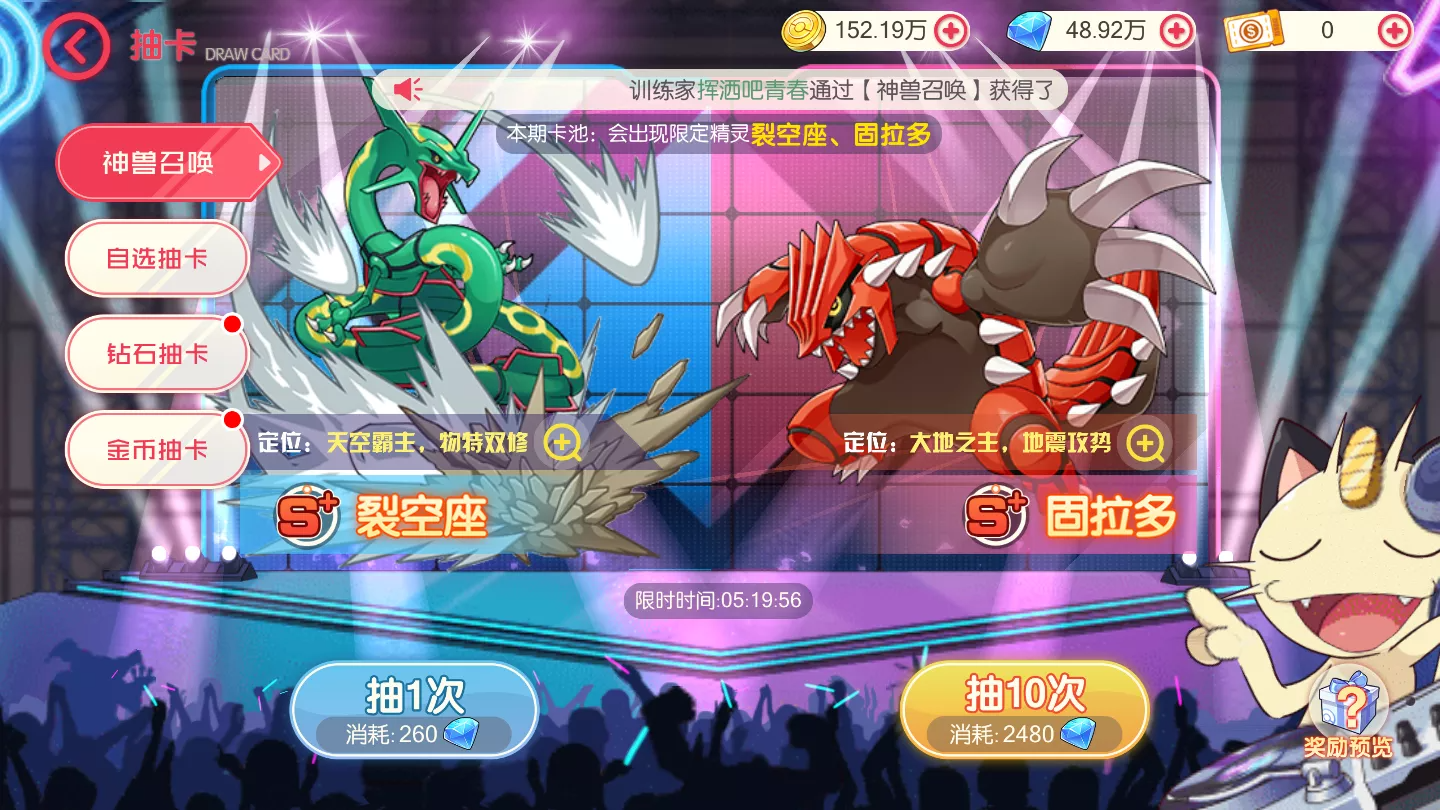 抽卡 DRAW CARD
152.19万
48.92万
0
训练家挥洒吧青春通过【神兽召唤】获得了
本期卡池：会出现限定精灵裂空座、固拉多
神兽召唤
自选抽卡
钻石抽卡
金币抽卡
定位：天空霸主，物特双修
定位：大地之主，地震攻势
S+ 裂空座
S+ 固拉多
限时时间:05:19:56
抽1次
消耗:260
抽10次
消耗:2480
奖励预览